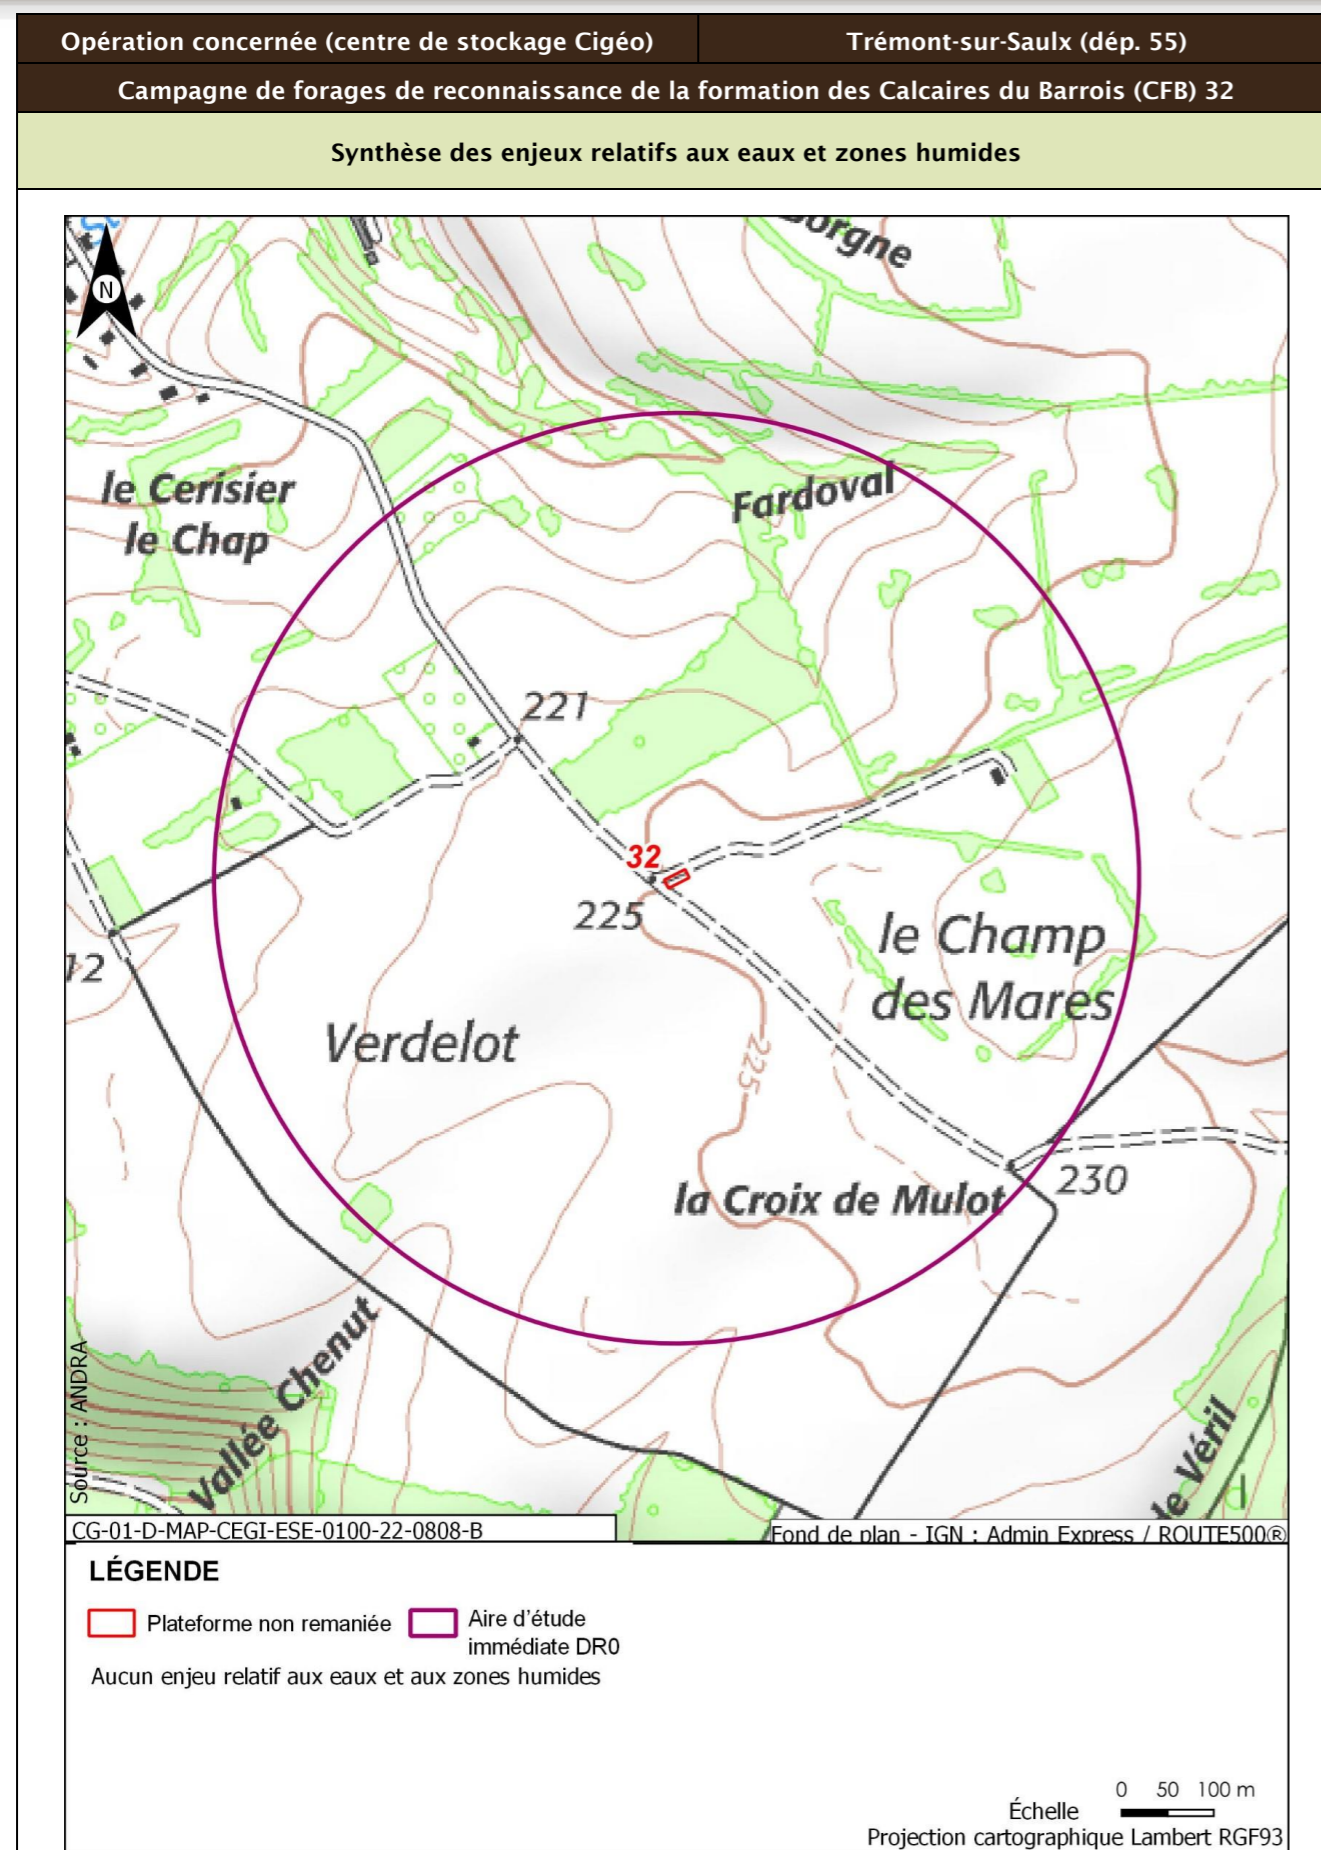 Opération concernée (centre de stockage Cigéo)
Trémont-sur-Saulx (dép. 55)
Campagne de forages de reconnaissance de la formation des Calcaires du Barrois (CFB) 32
Synthèse des enjeux relatifs aux eaux et zones humides
N
le Cerisier
le Chap
Fardoval
221
32
225
le Champ
des Mares
12
Verdelot
225
la Croix de Mulot
230
Vallée Chenut
Source : ANDRA
le Véril
CG-01-D-MAP-CEGI-ESE-0100-22-0808-B
Fond de plan - IGN : Admin Express / ROUTE500®
LÉGENDE
Plateforme non remaniée
Aire d'étude
immédiate DR0
Aucun enjeu relatif aux eaux et aux zones humides
0 50 100 m
Échelle
Projection cartographique Lambert RGF93